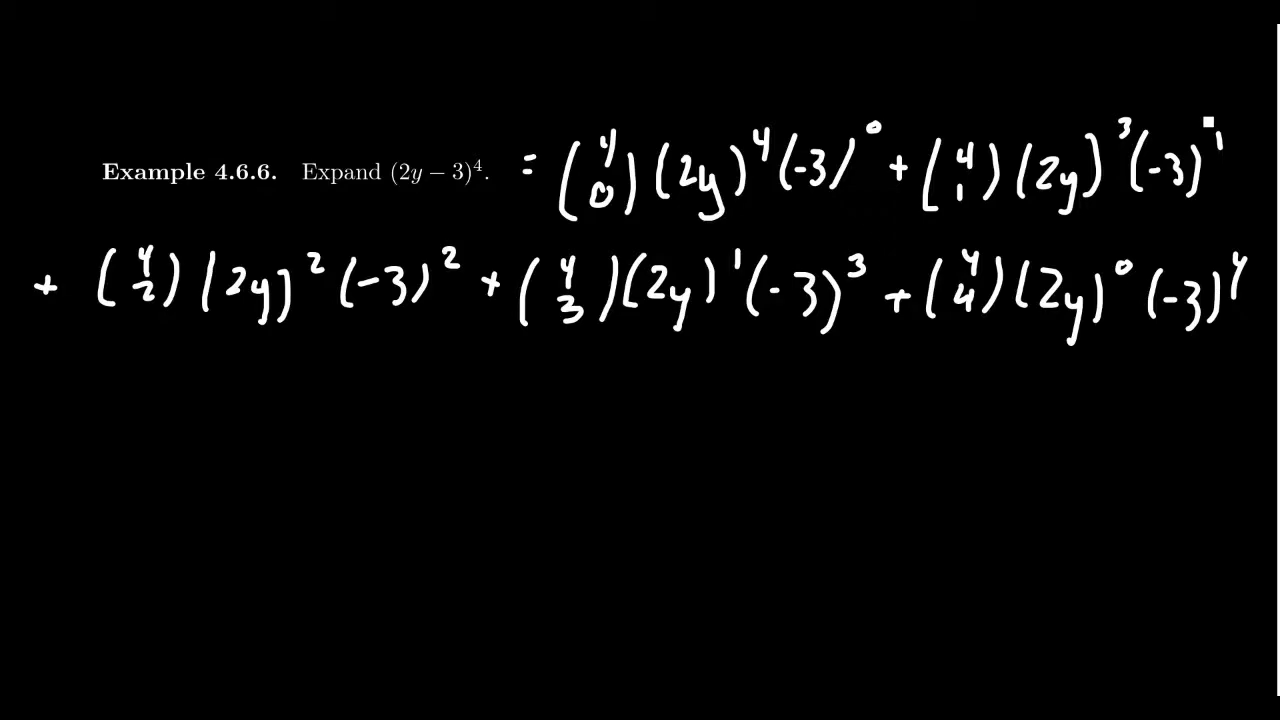 Example 4.6.6. Expand (2y − 3)⁴. = (4 0)(2y)⁴(-3)⁰ + (4 1)(2y)³(-3)¹
+ (4 2)(2y)²(-3)² + (4 3)(2y)¹(-3)³ + (4 4)(2y)⁰(-3)⁴